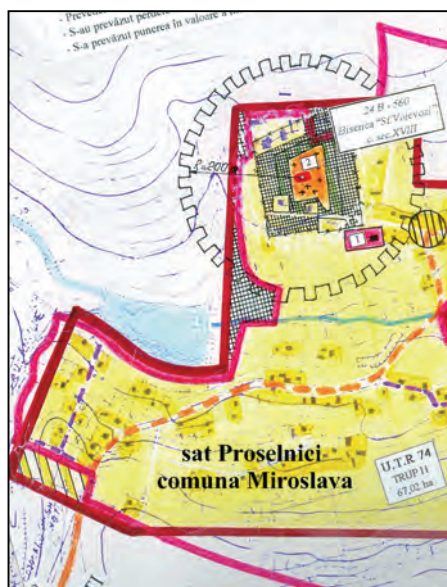 - S-au prevăzut
- S-a prevăzut punerea în valoare a
24 B - 560
Biserica "Sf.Voievozi"
c. sec.XVIII
R=200
2
1
sat Proselnici
comuna Miroslava
U.T.R 74
TRUP 11
67,02 ha